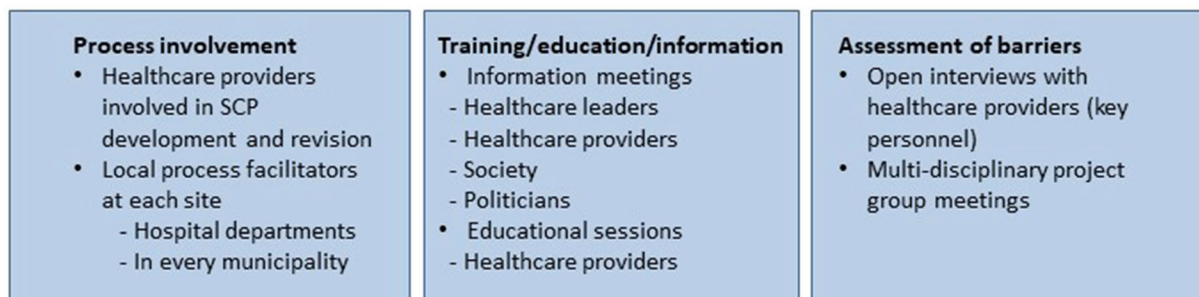 Process involvement
• Healthcare providers
involved in SCP
development and revision
• Local process facilitators
at each site
- Hospital departments
- In every municipality
Training/education/information
• Information meetings
- Healthcare leaders
- Healthcare providers
- Society
- Politicians
• Educational sessions
- Healthcare providers
Assessment of barriers
• Open interviews with
healthcare providers (key
personnel)
• Multi-disciplinary project
group meetings